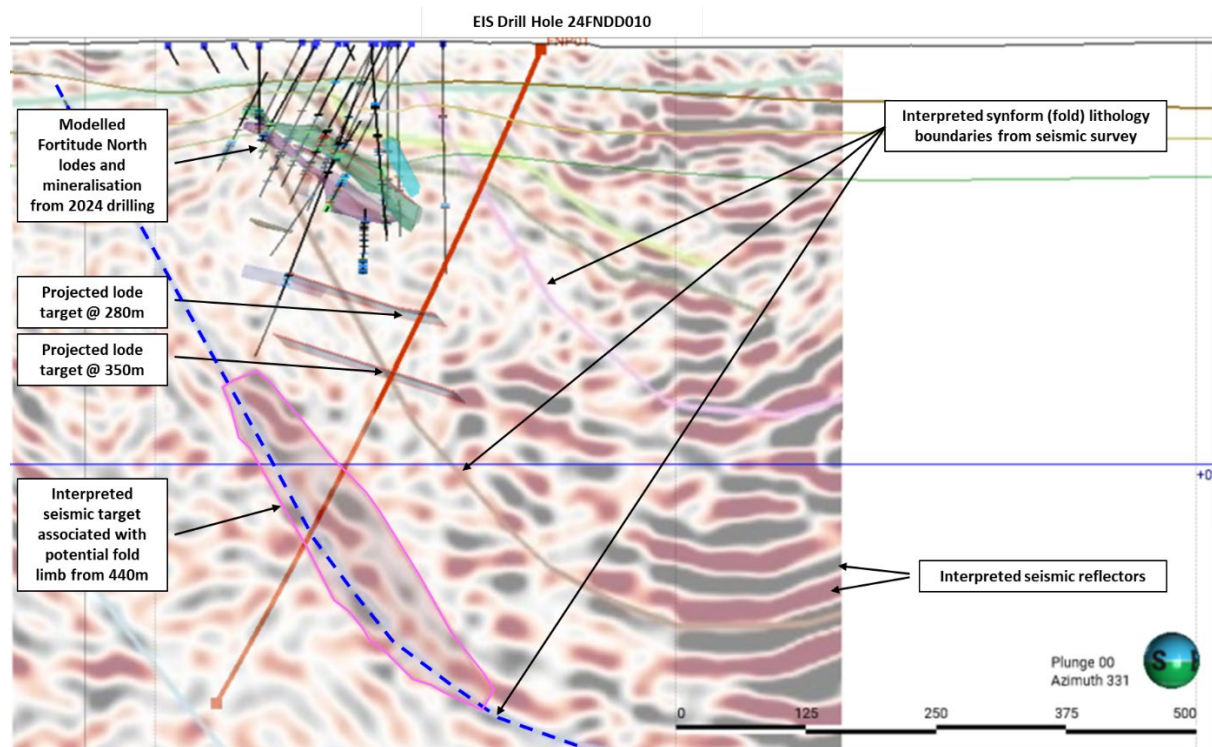 EIS Drill Hole 24FNDD010
FNP01
Modelled
Fortitude North
lodes and
mineralisation
from 2024 drilling
Interpreted synform (fold) lithology
boundaries from seismic survey
Projected lode
target @ 280m
Projected lode
target @ 350m
+0
Interpreted
seismic target
associated with
potential fold
limb from 440m
Interpreted seismic reflectors
Plunge 00
Azimuth 331
S
0 125 250 375 500